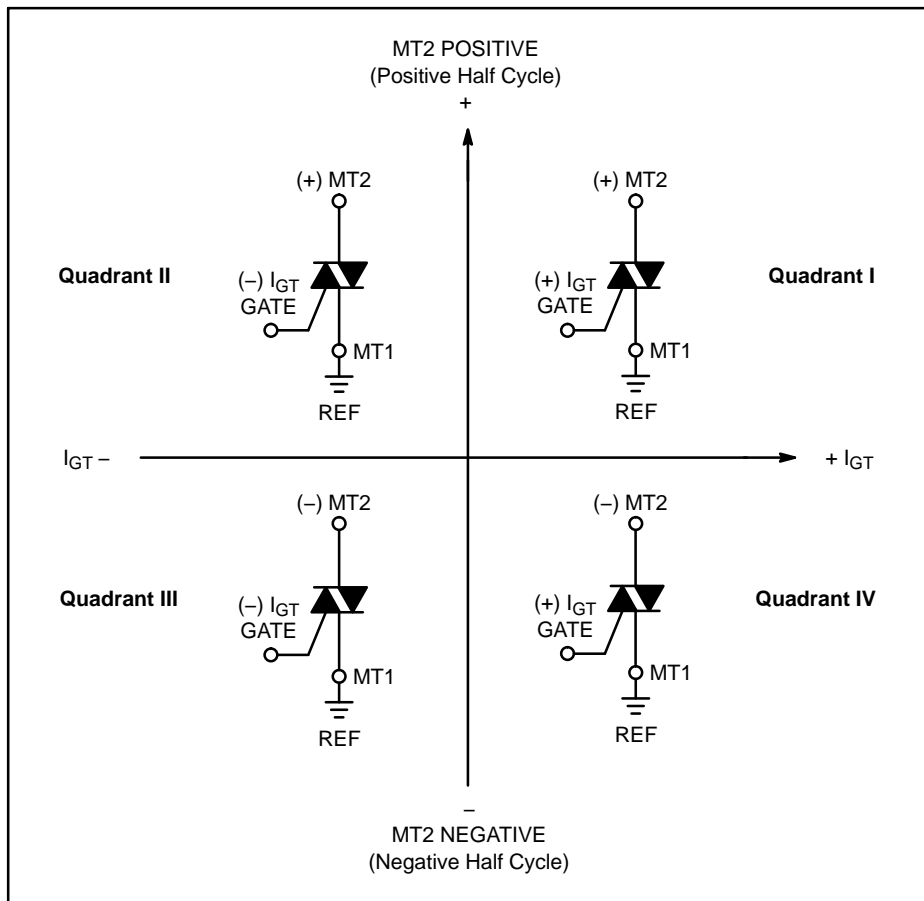 MT2 POSITIVE
(Positive Half Cycle)
+
(+) MT2
(+) MT2
Quadrant II
(–) IGT
GATE
(+) IGT
GATE
Quadrant I
MT1
MT1
REF
REF
IGT –
+ IGT
(–) MT2
(–) MT2
Quadrant III
(–) IGT
GATE
(+) IGT
GATE
Quadrant IV
MT1
MT1
REF
REF
–
MT2 NEGATIVE
(Negative Half Cycle)